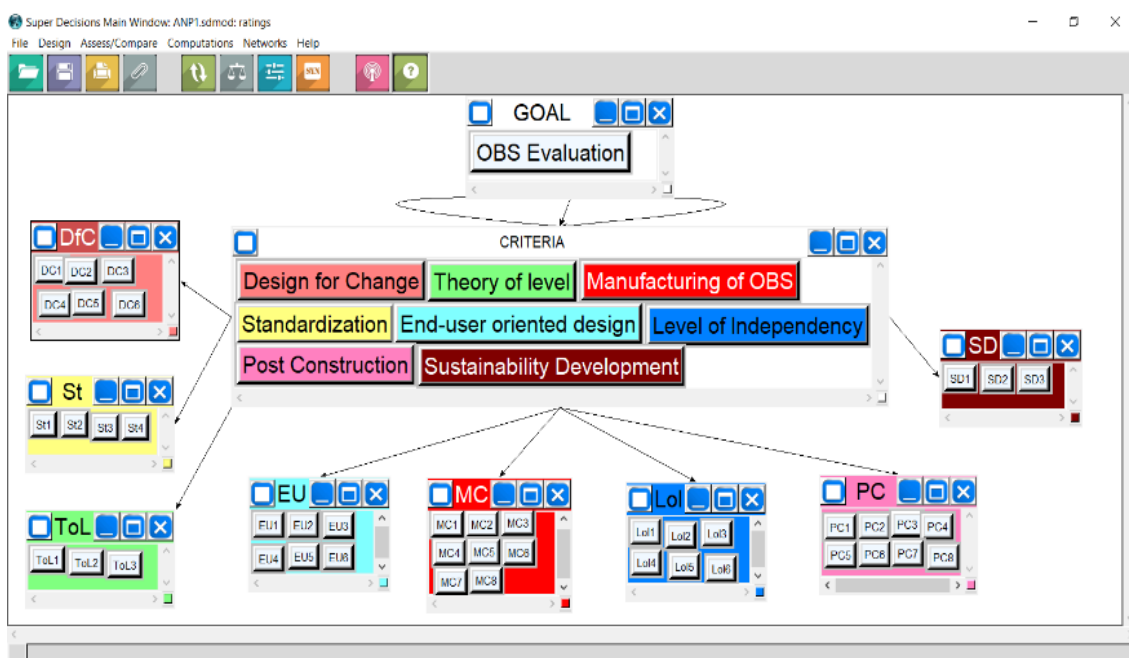 Super Decisions Main Window: ANP1.sdmod: ratings
File Design Assess/Compare Computations Networks Help
GOAL
OBS Evaluation
DfC
DC1 DC2 DC3
DC4 DC5 DC6
CRITERIA
Design for Change Theory of level Manufacturing of OBS
Standardization End-user oriented design Level of Independency
Post Construction Sustainability Development
SD
SD1 SD2 SD3
St
St1 St2 St3 St4
ToL
ToL1 ToL2 ToL3
EU
EU1 EU2 EU3
EU4 EU5 EU6
MC
MC1 MC2 MC3
MC4 MC5 MC6
MC7 MC8
LoI
LoI1 LoI2 LoI3
LoI4 LoI5 LoI6
PC
PC1 PC2 PC3 PC4
PC5 PC6 PC7 PC8